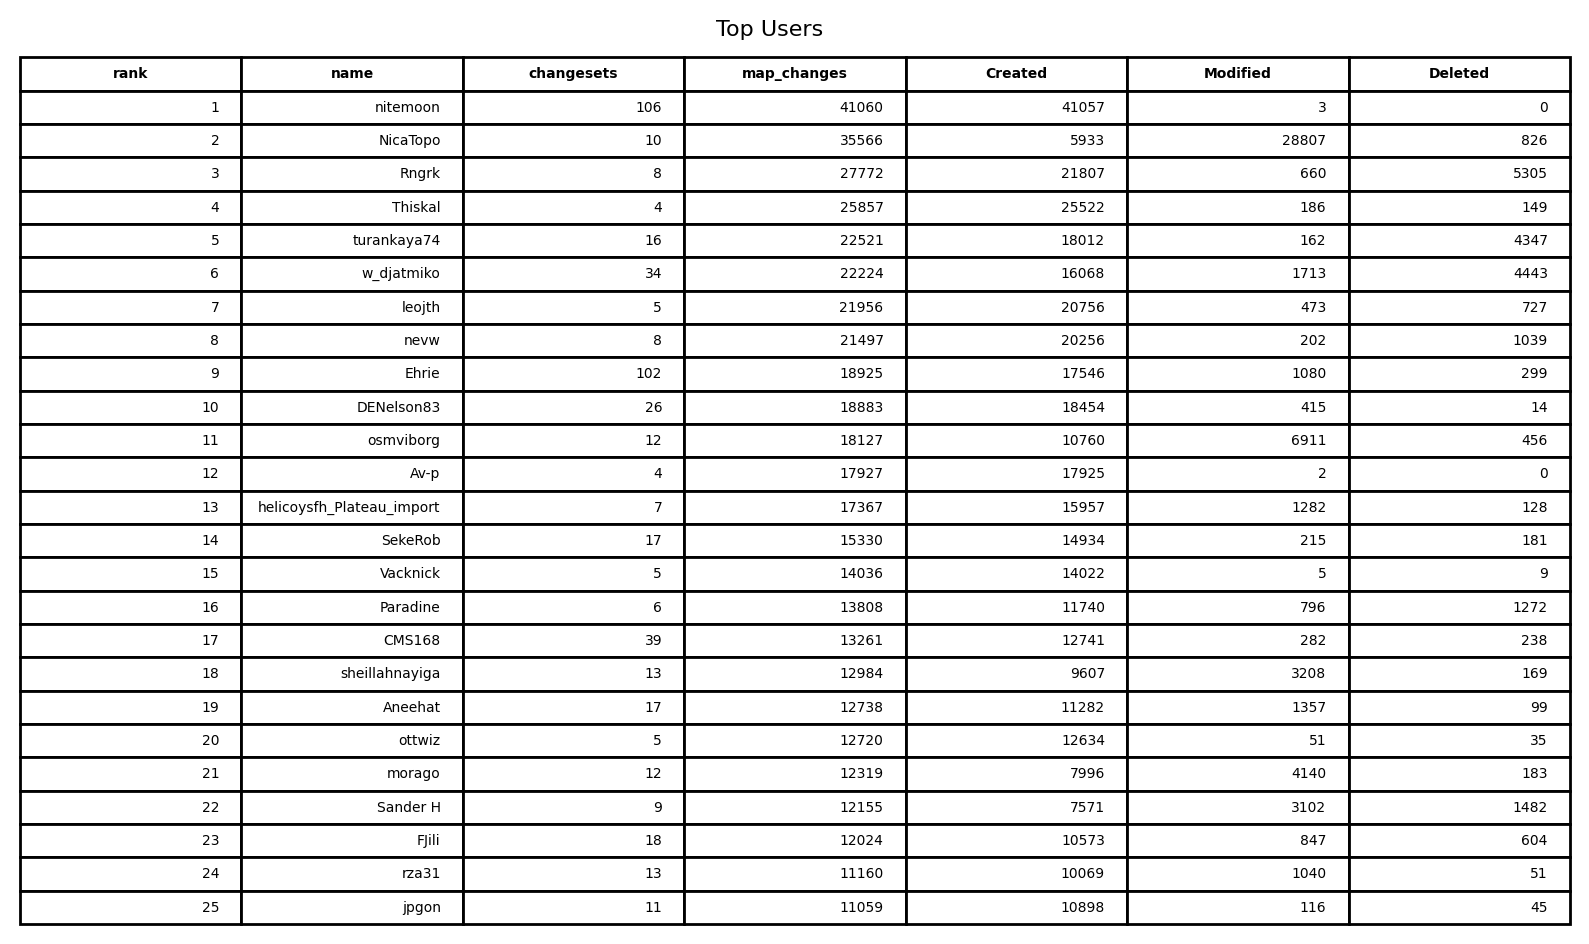 Top Users
rank name changesets map_changes Created Modified Deleted
1 nitemoon 106 41060 41057 3 0
2 NicaTopo 10 35566 5933 28807 826
3 Rngrk 8 27772 21807 660 5305
4 Thiskal 4 25857 25522 186 149
5 turankaya74 16 22521 18012 162 4347
6 w_djatmiko 34 22224 16068 1713 4443
7 leojth 5 21956 20756 473 727
8 nevw 8 21497 20256 202 1039
9 Ehrie 102 18925 17546 1080 299
10 DENelson83 26 18883 18454 415 14
11 osmviborg 12 18127 10760 6911 456
12 Av-p 4 17927 17925 2 0
13 helicoysfh_Plateau_import 7 17367 15957 1282 128
14 SekeRob 17 15330 14934 215 181
15 Vacknick 5 14036 14022 5 9
16 Paradine 6 13808 11740 796 1272
17 CMS168 39 13261 12741 282 238
18 sheillahnayiga 13 12984 9607 3208 169
19 Aneehat 17 12738 11282 1357 99
20 ottwiz 5 12720 12634 51 35
21 morago 12 12319 7996 4140 183
22 Sander H 9 12155 7571 3102 1482
23 FJili 18 12024 10573 847 604
24 rza31 13 11160 10069 1040 51
25 jpgon 11 11059 10898 116 45